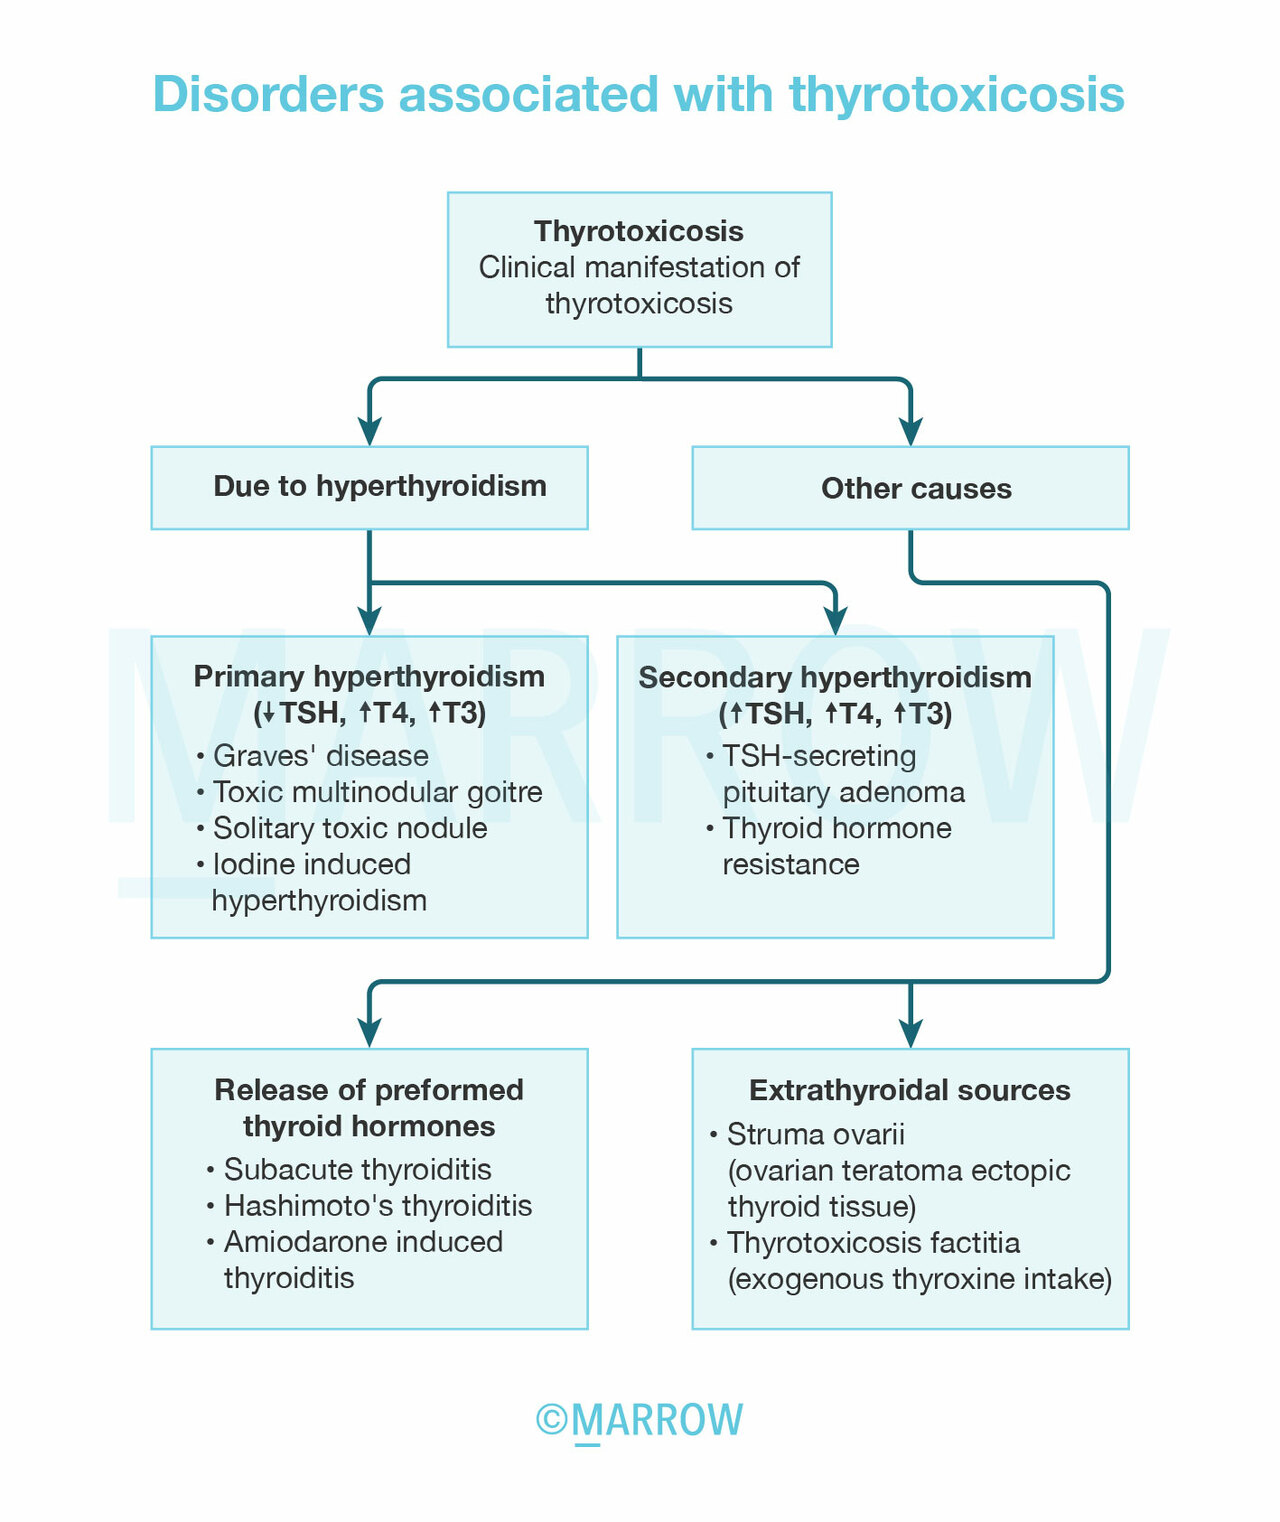 Disorders associated with thyrotoxicosis
Thyrotoxicosis
Clinical manifestation of
thyrotoxicosis
Due to hyperthyroidism
Other causes
Primary hyperthyroidism
(↓TSH, ↑T4, ↑T3)
• Graves' disease
• Toxic multinodular goitre
• Solitary toxic nodule
• Iodine induced
hyperthyroidism
Secondary hyperthyroidism
(↑TSH, ↑T4, ↑T3)
• TSH-secreting
pituitary adenoma
• Thyroid hormone
resistance
MARROW
Release of preformed
thyroid hormones
• Subacute thyroiditis
• Hashimoto's thyroiditis
• Amiodarone induced
thyroiditis
Extrathyroidal sources
• Struma ovarii
(ovarian teratoma ectopic
thyroid tissue)
• Thyrotoxicosis factitia
(exogenous thyroxine intake)
©MARROW